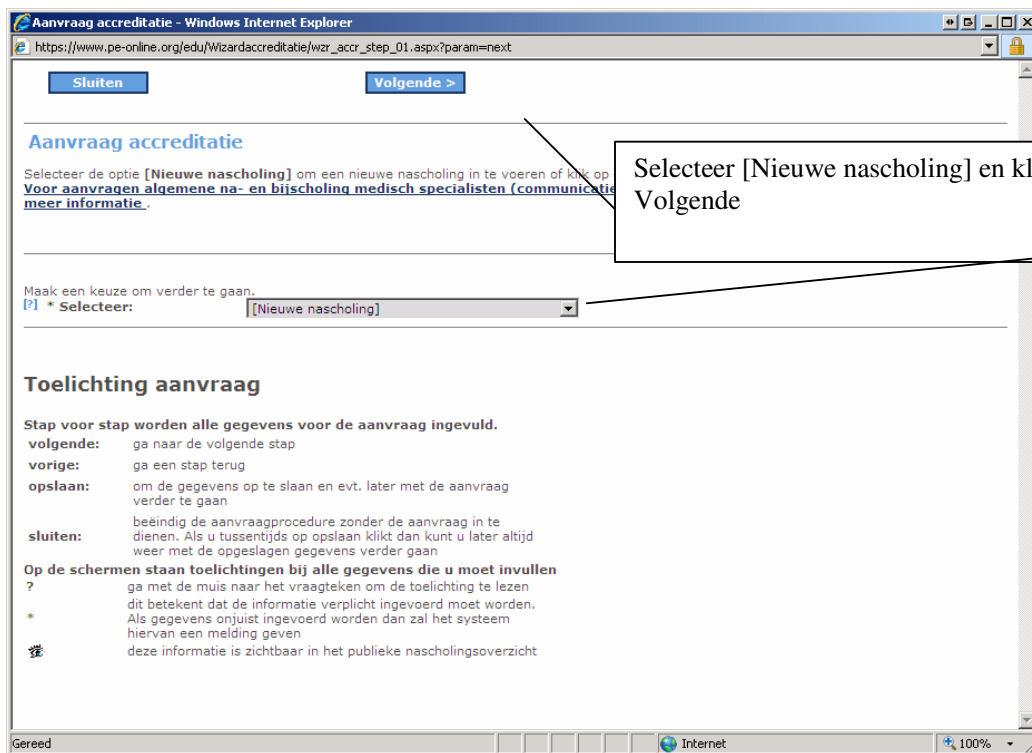 Aanvraag accreditatie - Windows Internet Explorer
https://www.pe-online.org/edu/Wizardaccreditatie/wzr_accr_step_01.aspx?param=next
Sluiten
Volgende >
Aanvraag accreditatie
Selecteer de optie [Nieuwe nascholing] om een nieuwe nascholing in te voeren of klik op
Voor aanvragen algemene na- en bijscholing medisch specialisten (communicatie
meer informatie .
Selecteer [Nieuwe nascholing] en kl
Volgende
Maak een keuze om verder te gaan.
[?] * Selecteer: [Nieuwe nascholing]
Toelichting aanvraag
Stap voor stap worden alle gegevens voor de aanvraag ingevuld.
volgende: ga naar de volgende stap
vorige: ga een stap terug
opslaan: om de gegevens op te slaan en evt. later met de aanvraag
verder te gaan
beëindig de aanvraagprocedure zonder de aanvraag in te
sluiten: dienen. Als u tussentijds op opslaan klikt dan kunt u later altijd
weer met de opgeslagen gegevens verder gaan
Op de schermen staan toelichtingen bij alle gegevens die u moet invullen
? ga met de muis naar het vraagteken om de toelichting te lezen
dit betekent dat de informatie verplicht ingevoerd moet worden.
* Als gegevens onjuist ingevoerd worden dan zal het systeem
hiervan een melding geven
deze informatie is zichtbaar in het publieke nascholingsoverzicht
Gereed
Internet
100%